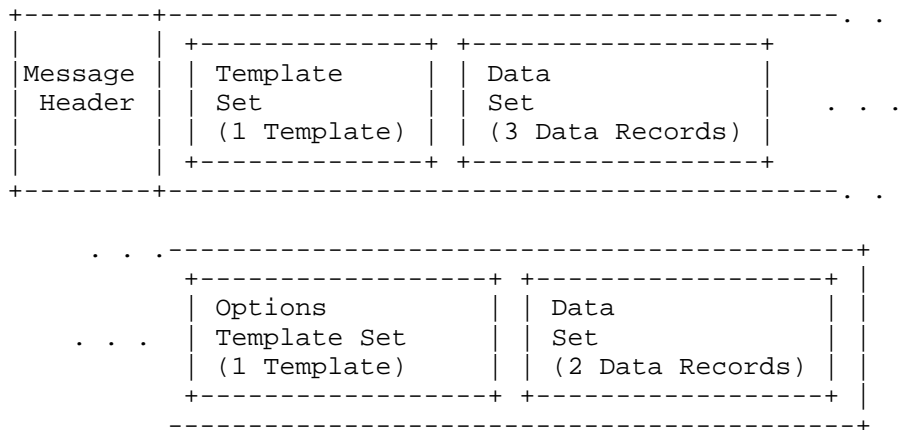 +--------+------------------------------------------. .
|        | +--------------+ +------------------+
|Message | | Template     | | Data             |
| Header | | Set          | | Set              |   . . .
|        | | (1 Template) | | (3 Data Records) |
|        | +--------------+ +------------------+
+--------+------------------------------------------. .
     . . .-------------------------------------------+
           +------------------+ +------------------+ |
           | Options          | | Data             | |
    . . .  | Template Set     | | Set              | |
           | (1 Template)     | | (2 Data Records) | |
           +------------------+ +------------------+ |
          -------------------------------------------+